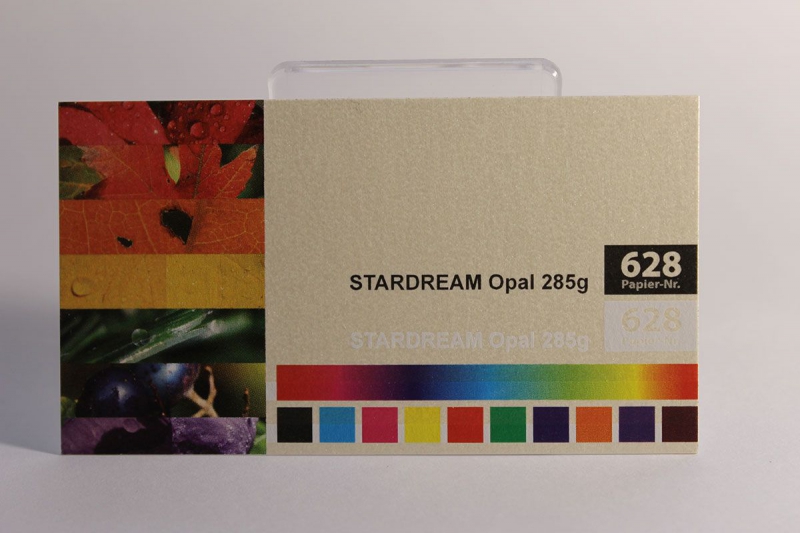 STARDREAM Opal 285g
628
Papier-Nr.
STARDREAM Opal 285g
628